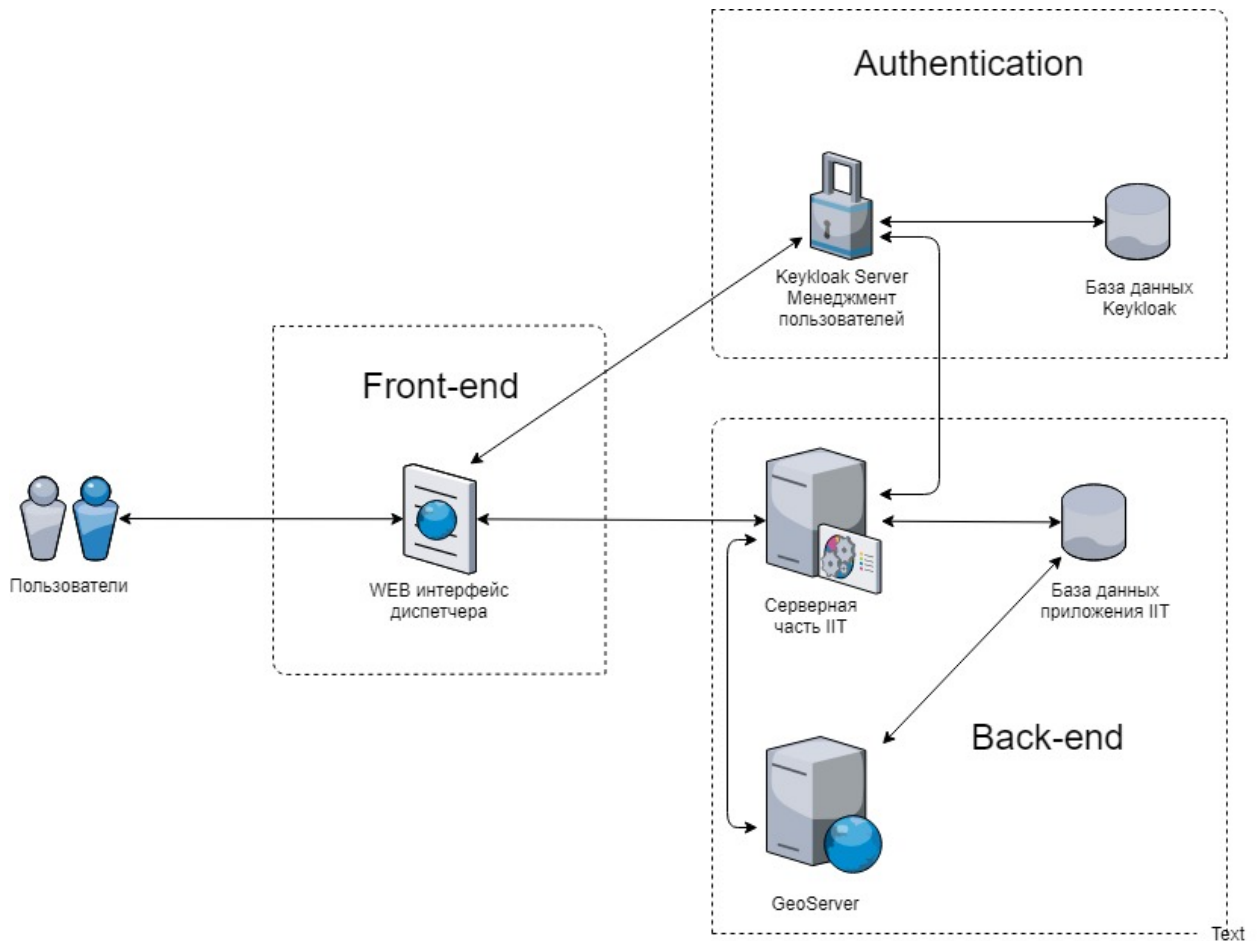 Authentication
Keykloak Server
Менеджмент
пользователей
База данных
Keykloak
Front-end
Пользователи
WEB интерфейс
диспетчера
Серверная
часть IIT
База данных
приложения IIT
Back-end
GeoServer
Text